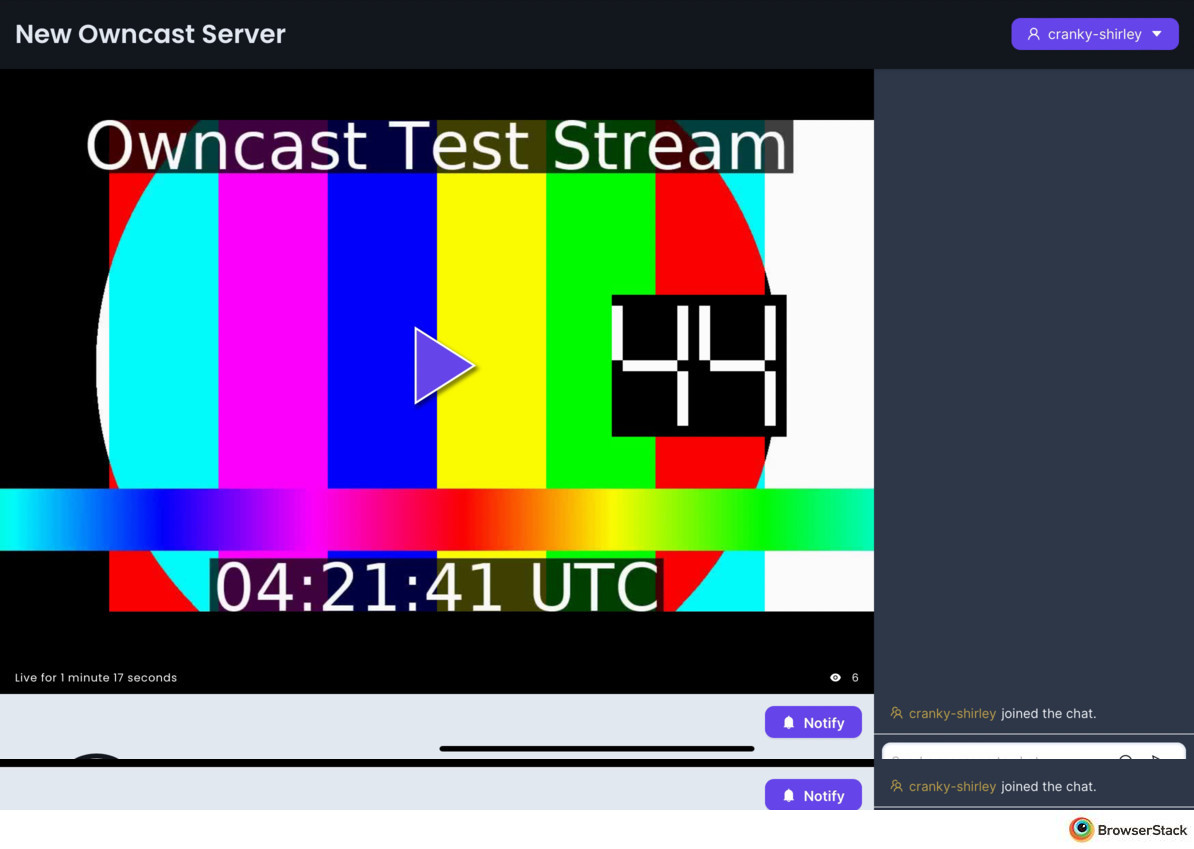 New Owncast Server
cranky-shirley
Owncast Test Stream
44
04:21:41 UTC
Live for 1 minute 17 seconds
6
Notify
cranky-shirley joined the chat.
Notify
cranky-shirley joined the chat.
BrowserStack